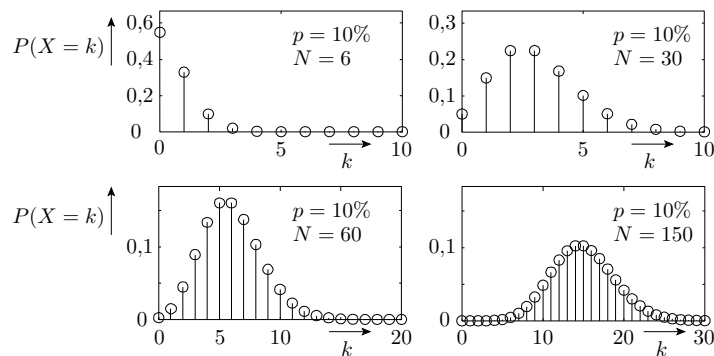 0,6
P(X = k)
0,4
0,2
0
p = 10%
N = 6
0 5 10
k
0,3
0,2
0,1
0
p = 10%
N = 30
0 5 10
k
P(X = k)
0,1
0
p = 10%
N = 60
0 5 10 20
k
0,1
0
p = 10%
N = 150
0 10 20 30
k